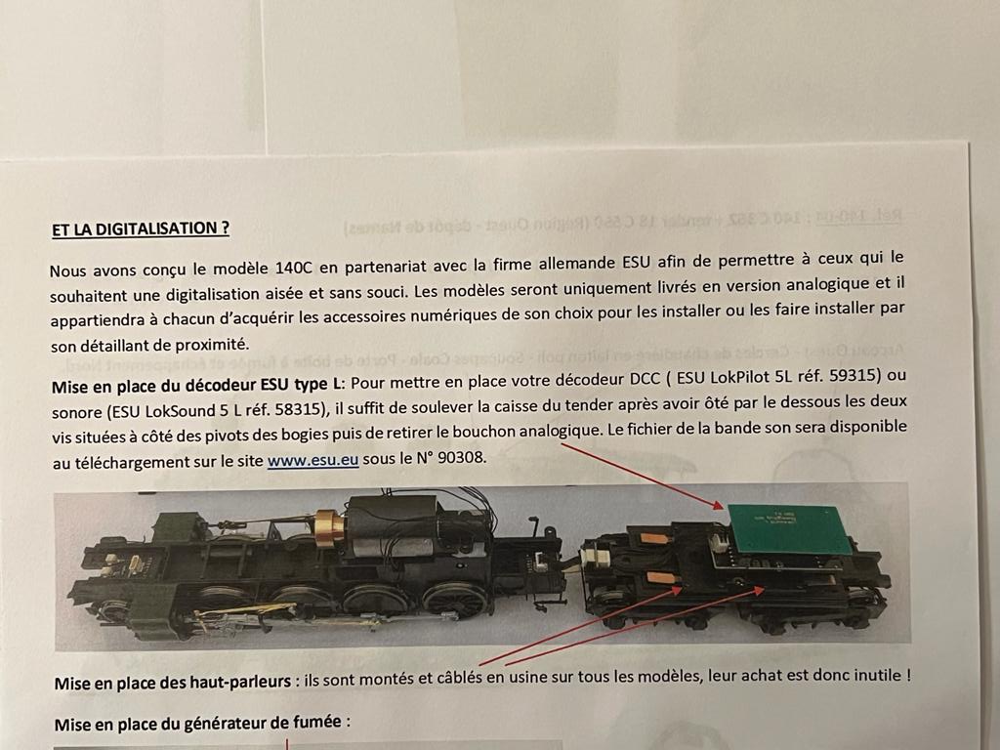 ET LA DIGITALISATION ?
Nous avons conçu le modèle 140C en partenariat avec la firme allemande ESU afin de permettre à ceux qui le
souhaitent une digitalisation aisée et sans souci. Les modèles seront uniquement livrés en version analogique et il
appartiendra à chacun d’acquérir les accessoires numériques de son choix pour les installer ou les faire installer par
son détaillant de proximité.
Mise en place du décodeur ESU type L: Pour mettre en place votre décodeur DCC ( ESU LokPilot 5L réf. 59315) ou
sonore (ESU LokSound 5 L réf. 58315), il suffit de soulever la caisse du tender après avoir ôté par le dessous les deux
vis situées à côté des pivots des bogies puis de retirer le bouchon analogique. Le fichier de la bande son sera disponible
au téléchargement sur le site www.esu.eu sous le N° 90308.
Mise en place des haut-parleurs : ils sont montés et câblés en usine sur tous les modèles, leur achat est donc inutile !
Mise en place du générateur de fumée :